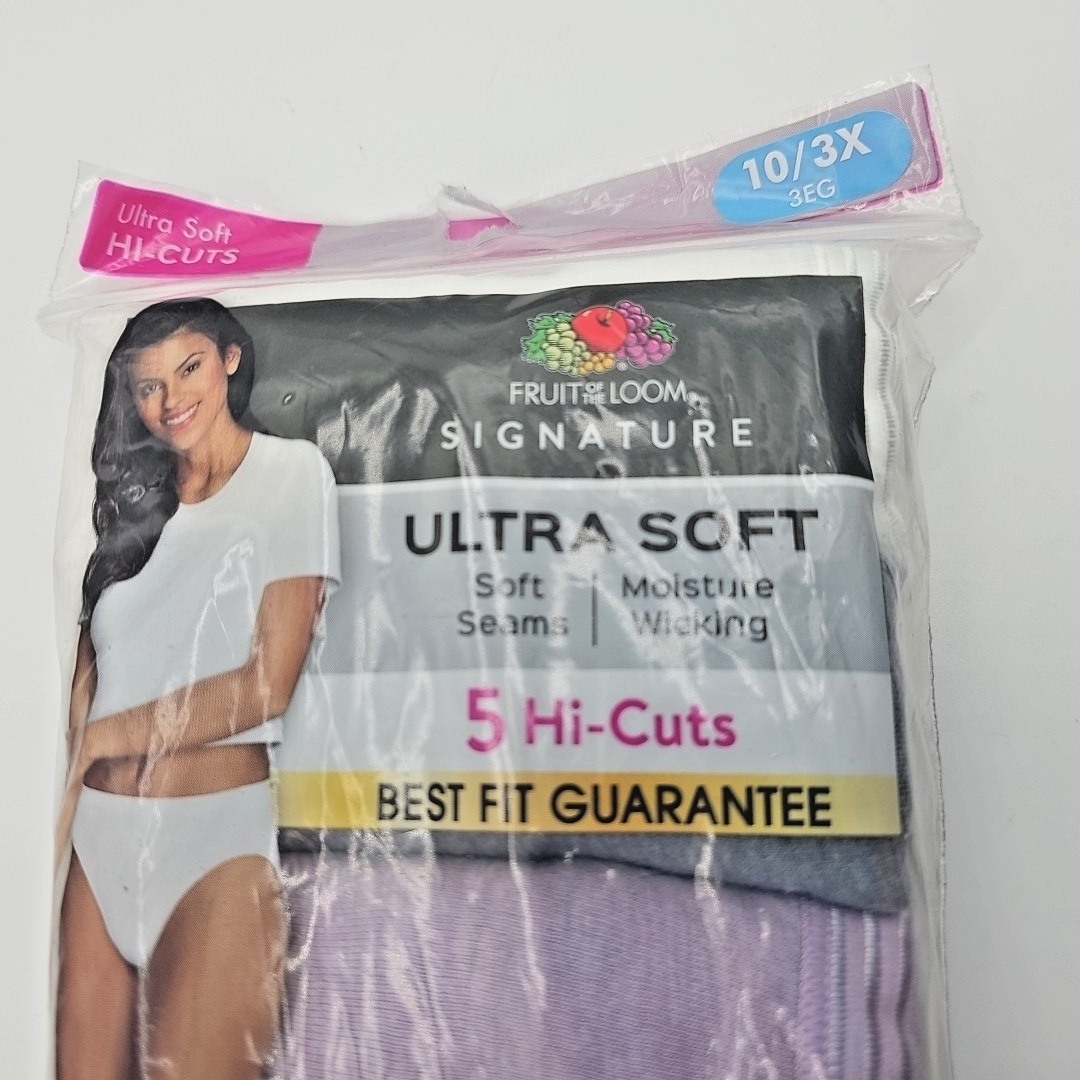 Ultra Soft
HI-CUTS
10/3X
3EG
FRUIT OF THE LOOM®
SIGNATURE
ULTRA SOFT
Soft Seams
Moisture Wicking
5 Hi-Cuts
BEST FIT GUARANTEE